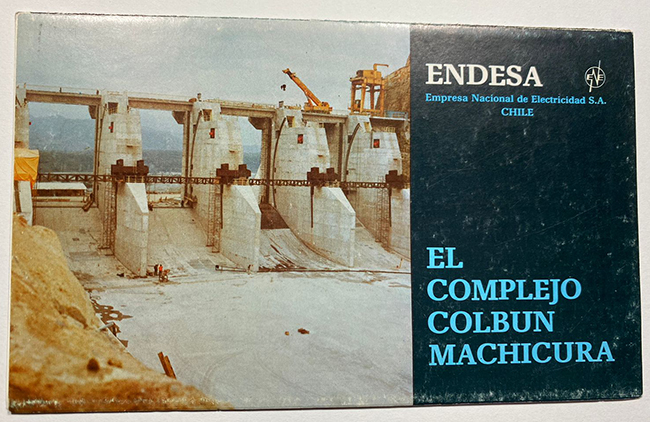 ENDESA
Empresa Nacional de Electricidad S.A.
CHILE
EL
COMPLEJO
COLBUN
MACHICURA